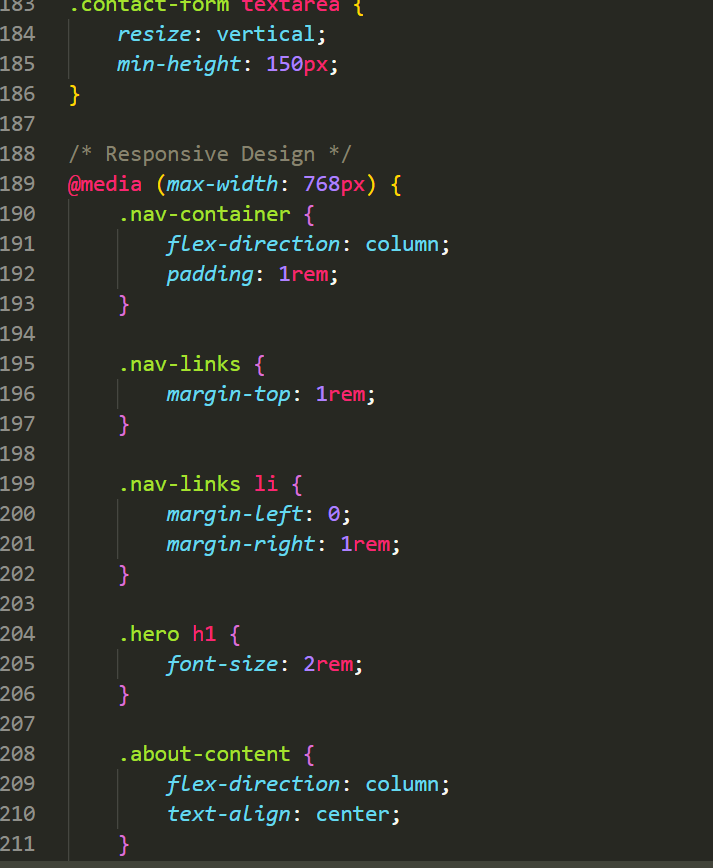 183 .contact-form textarea {
184     resize: vertical;
185     min-height: 150px;
186 }
187
188 /* Responsive Design */
189 @media (max-width: 768px) {
190     .nav-container {
191         flex-direction: column;
192         padding: 1rem;
193     }
194
195     .nav-links {
196         margin-top: 1rem;
197     }
198
199     .nav-links li {
200         margin-left: 0;
201         margin-right: 1rem;
202     }
203
204     .hero h1 {
205         font-size: 2rem;
206     }
207
208     .about-content {
209         flex-direction: column;
210         text-align: center;
211     }